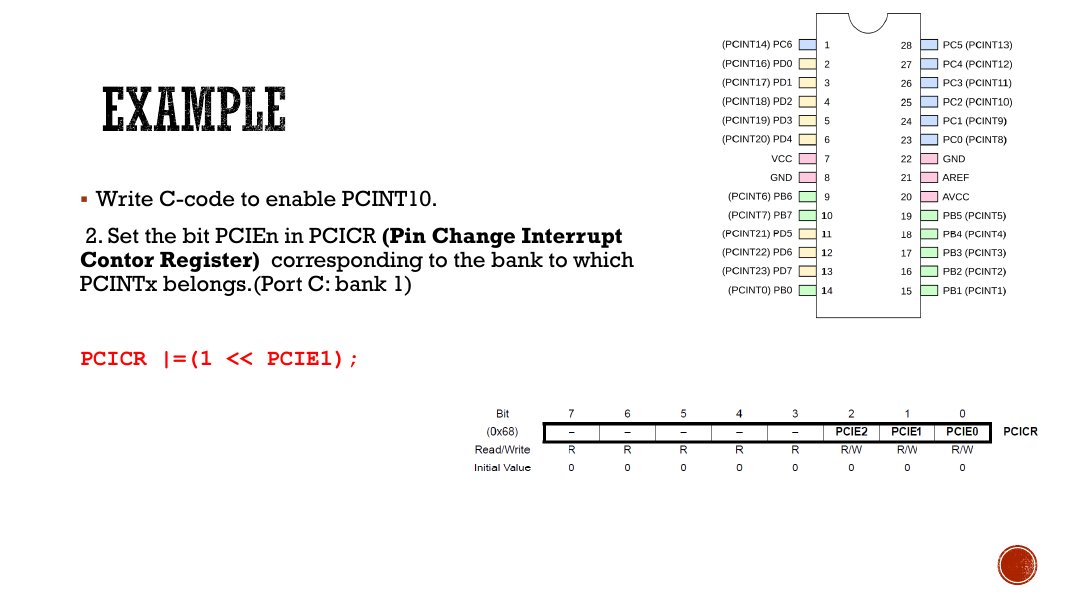 EXAMPLE
▪ Write C-code to enable PCINT10.
2. Set the bit PCIEn in PCICR (Pin Change Interrupt
Contor Register) corresponding to the bank to which
PCINTx belongs.(Port C: bank 1)
PCICR |=(1 << PCIE1);
(PCINT14) PC6 1 28 PC5 (PCINT13)
(PCINT16) PD0 2 27 PC4 (PCINT12)
(PCINT17) PD1 3 26 PC3 (PCINT11)
(PCINT18) PD2 4 25 PC2 (PCINT10)
(PCINT19) PD3 5 24 PC1 (PCINT9)
(PCINT20) PD4 6 23 PC0 (PCINT8)
VCC 7 22 GND
GND 8 21 AREF
(PCINT6) PB6 9 20 AVCC
(PCINT7) PB7 10 19 PB5 (PCINT5)
(PCINT21) PD5 11 18 PB4 (PCINT4)
(PCINT22) PD6 12 17 PB3 (PCINT3)
(PCINT23) PD7 13 16 PB2 (PCINT2)
(PCINT0) PB0 14 15 PB1 (PCINT1)
Bit 7 6 5 4 3 2 1 0
(0x68) – – – – – PCIE2 PCIE1 PCIE0 PCICR
Read/Write R R R R R R/W R/W R/W
Initial Value 0 0 0 0 0 0 0 0